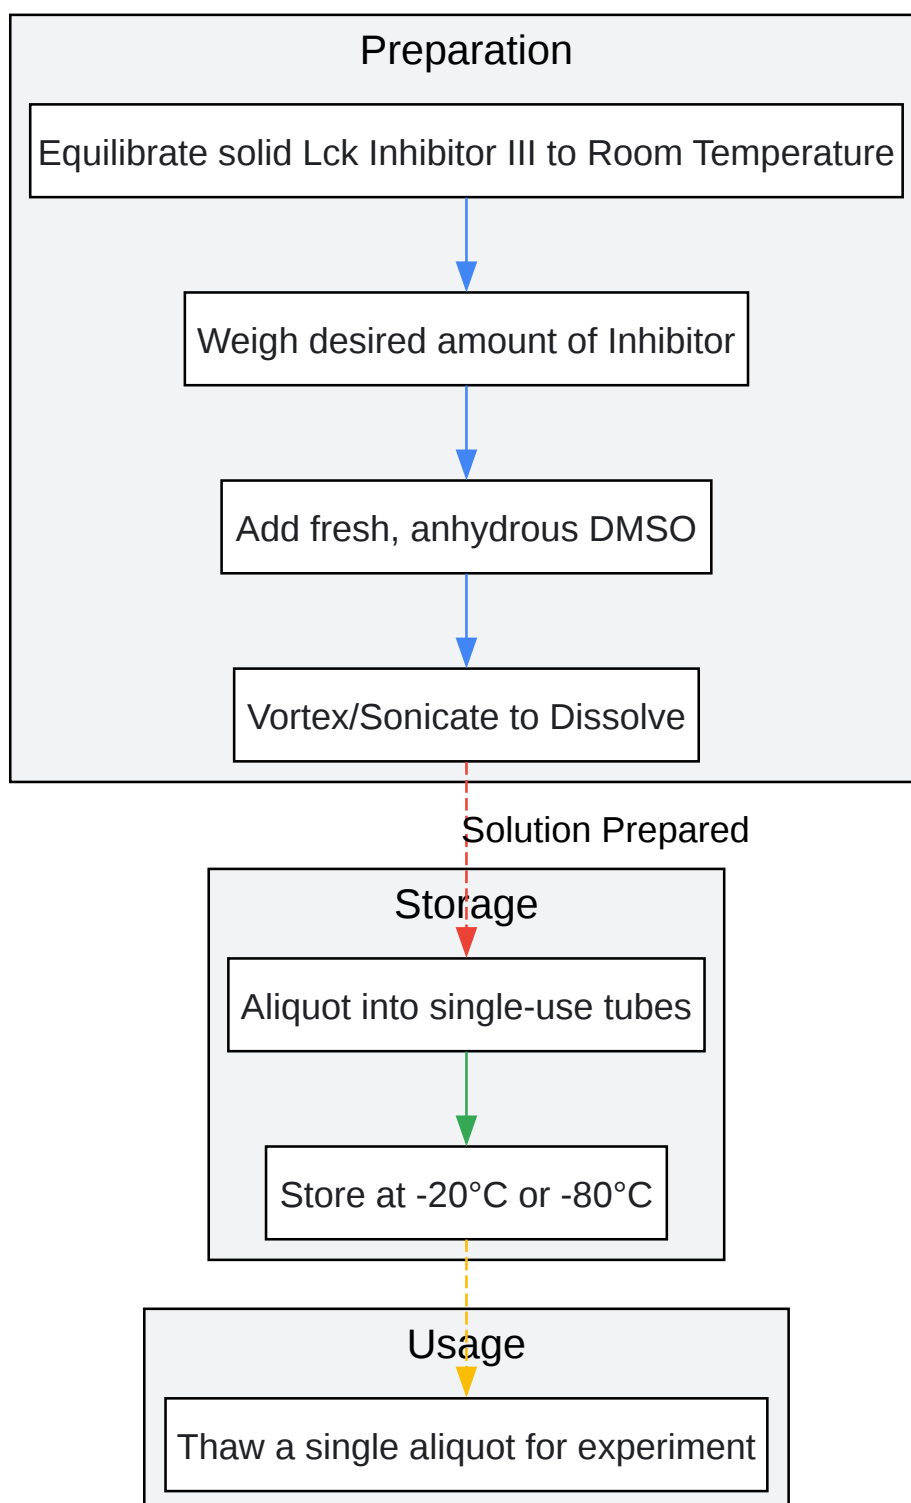 Preparation
Equilibrate solid Lck Inhibitor III to Room Temperature
Weigh desired amount of Inhibitor
Add fresh, anhydrous DMSO
Vortex/Sonicate to Dissolve
Solution Prepared
Storage
Aliquot into single-use tubes
Store at -20°C or -80°C
Usage
Thaw a single aliquot for experiment